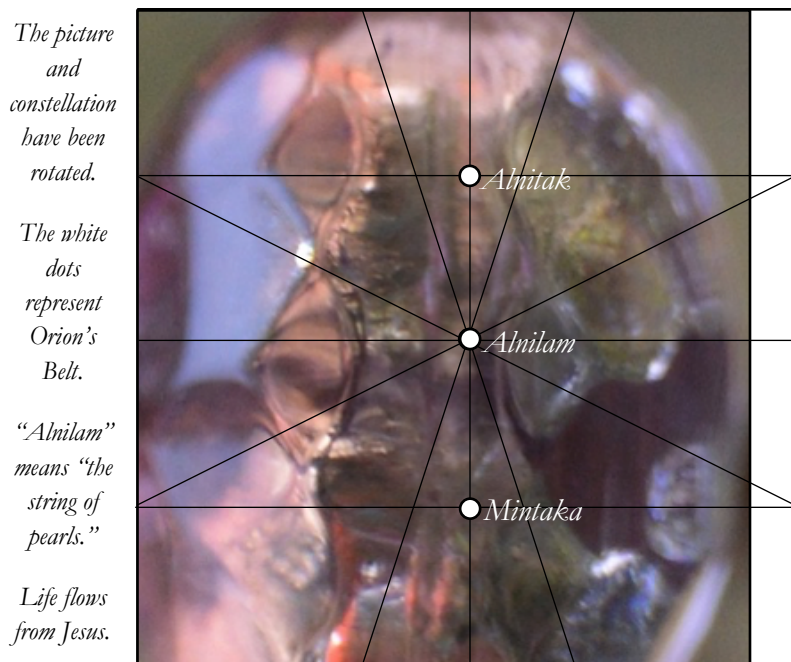 The picture
and
constellation
have been
rotated.
The white
dots
represent
Orion’s
Belt.
“Alnilam”
means “the
string of
pearls.”
Life flows
from Jesus.
Alnitak
Alnilam
Mintaka